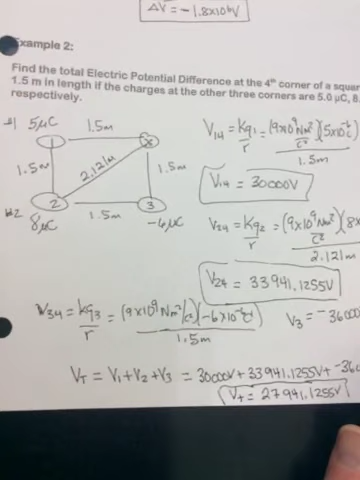 ΔV = -1.8x10⁶V
Example 2:
Find the total Electric Potential Difference at the 4th corner of a squar
1.5 m in length if the charges at the other three corners are 5.0 μC, 8.
respectively.
#1 5μC 1.5m
V14 = Kq1/r = (9x10⁹Nm²/C²)(5x10⁻⁶C)/1.5m
1.5m 2.121m 1.5m
V14 = 30000V
#2 2 1.5m 3
8μC -6μC
V24 = Kq2/r = (9x10⁹Nm²/C²)(8x/2.121m
V24 = 33941.1255V
V34 = kq3/r = (9x10⁹Nm²/C²)(-6x10⁻⁶C)/1.5m V3 = -36000
VT = V1+V2+V3 = 30000V+33941.1255V+-360
Vt = 27941.1255V